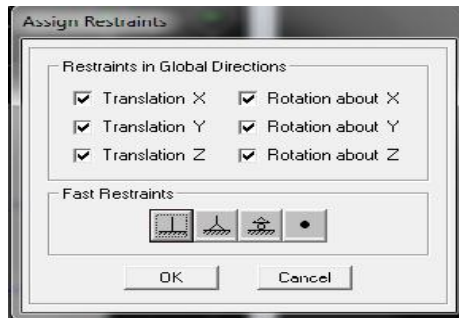 Assign Restraints
Restraints in Global Directions
Translation X Rotation about X
Translation Y Rotation about Y
Translation Z Rotation about Z
Fast Restraints
OK Cancel